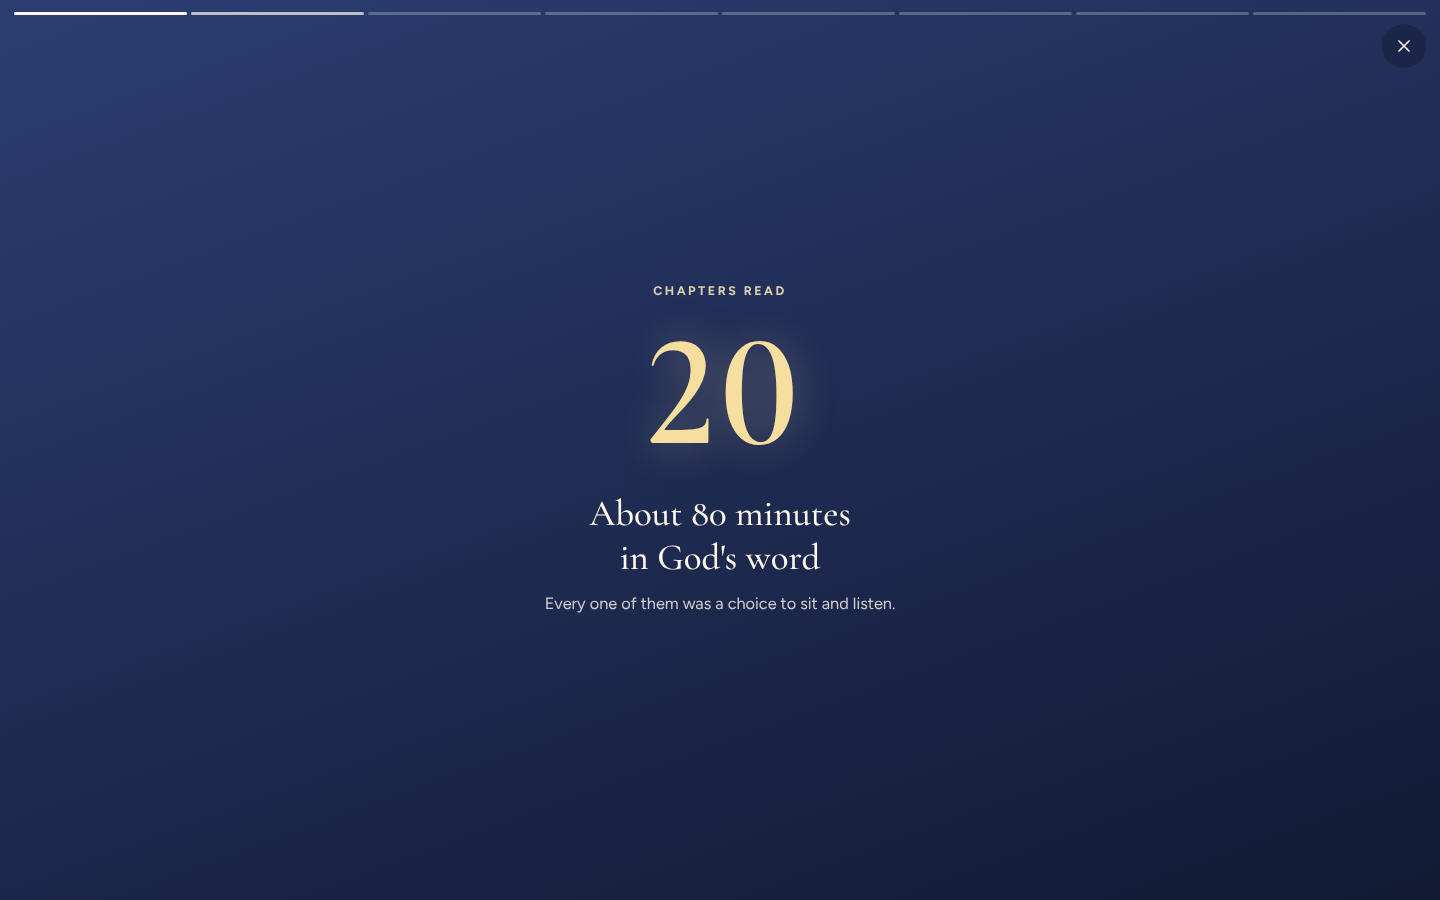 CHAPTERS READ
20
About 80 minutes
in God's word
Every one of them was a choice to sit and listen.